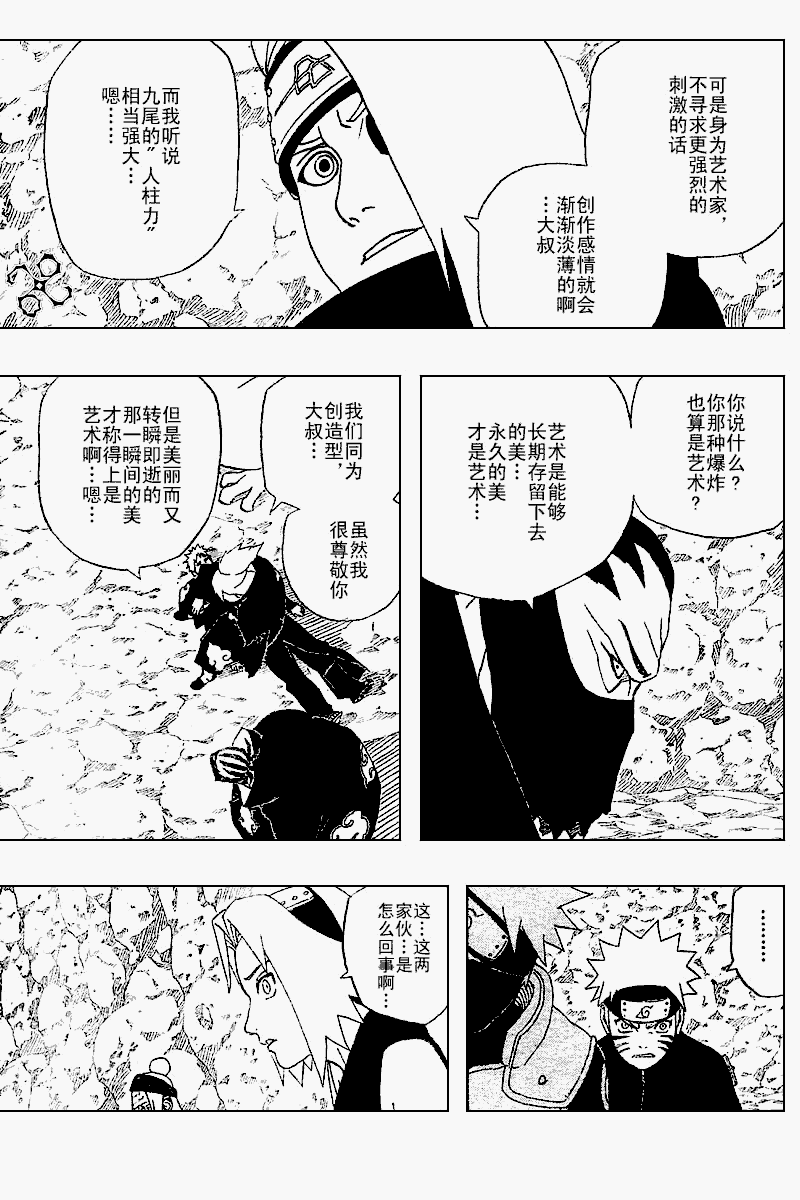 可是身为艺术家，
不寻求更强烈的
刺激的话
创作感情就会
渐渐淡薄的啊
…大叔
而我听说
九尾的"人柱力"
相当强大…
嗯……
你说什么？
你那种爆炸
也算是艺术？
艺术是能够
长期存留下去
的美…
永久的美
才是艺术…
我们同为
创造型，
大叔…
虽然我
很尊敬你
但是美丽而又
转瞬即逝的
那一瞬间的美
才称得上是
艺术啊…嗯…
………
这…这两
家伙…是
怎么回事啊…